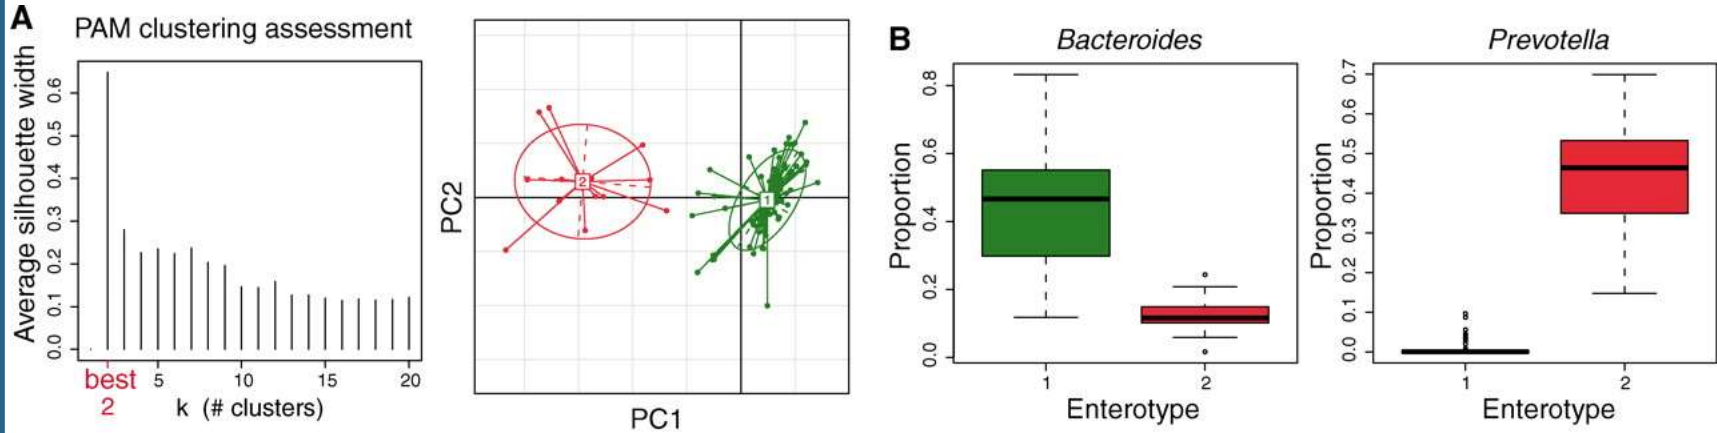 A
PAM clustering assessment
Average silhouette width
0.0 0.1 0.2 0.3 0.4 0.5 0.6
best 5 10 15 20
2
k (# clusters)
PC2
2
1
PC1
B
Bacteroides
Proportion
0.0 0.2 0.4 0.6 0.8
1 2
Enterotype
Prevotella
Proportion
0.0 0.1 0.2 0.3 0.4 0.5 0.6 0.7
1 2
Enterotype